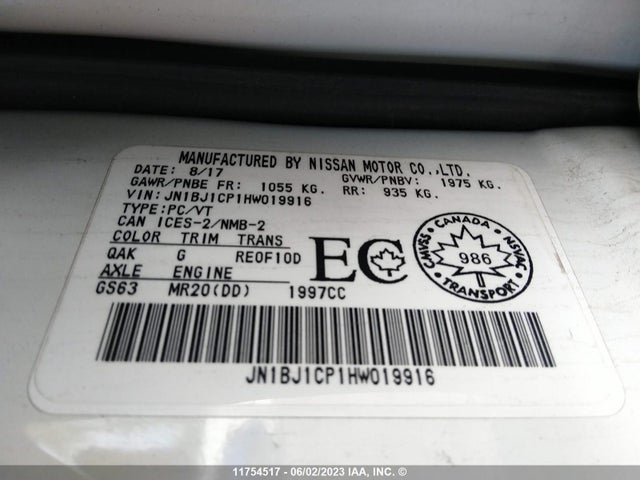 MANUFACTURED BY NISSAN MOTOR CO.,LTD.
DATE: 8/17 GVWR/PNBV: 1975 KG.
GAWR/PNBE FR: 1055 KG. RR: 935 KG.
VIN: JN1BJ1CP1HW019916
TYPE:PC/VT
CAN ICES-2/NMB-2
COLOR TRIM TRANS
QAK G RE0F10D
AXLE ENGINE
GS63 MR20(DD) 1997CC
EC
CANADA
CMVSS 986 NSVAC
TRANSPORT
JN1BJ1CP1HW019916
11754517 - 06/02/2023 IAA, INC. ©